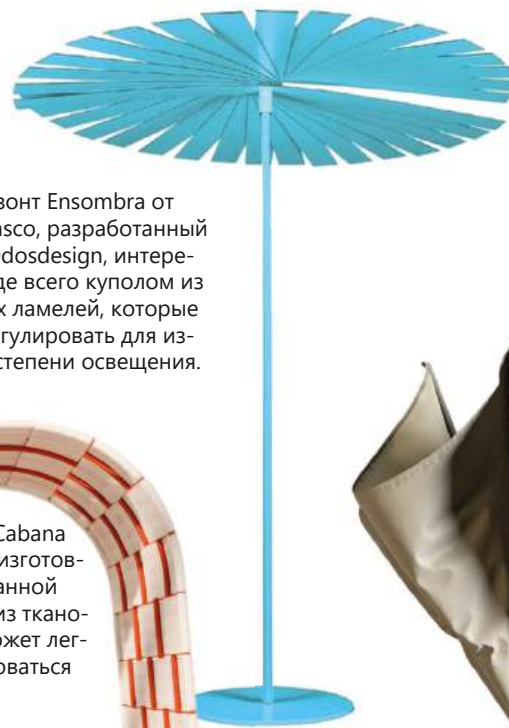 зонт Ensombra от
asco, разработанный
dosdesign, интере-
де всего куполом из
х ламелей, которые
гулировать для из-
степени освещения.
Cabana
изготов-
анной
из ткано-
ожет лег-
оваться